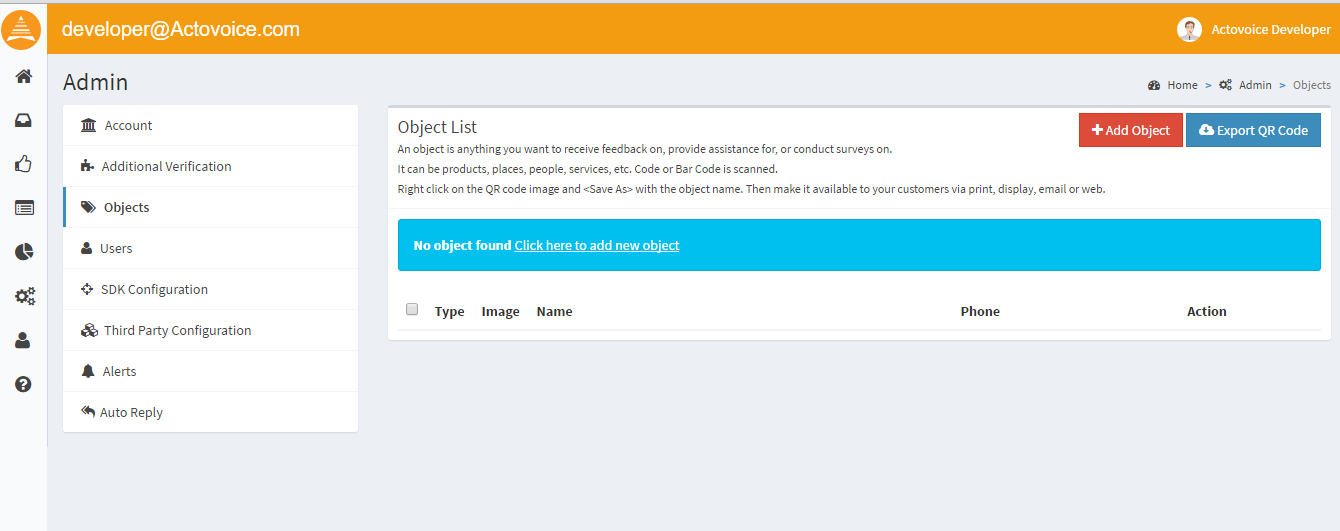 developer@Actovoice.com
Actovoice Developer
Admin
Home > Admin > Objects
Account
Additional Verification
Objects
Users
SDK Configuration
Third Party Configuration
Alerts
Auto Reply
Object List
Add Object
Export QR Code
An object is anything you want to receive feedback on, provide assistance for, or conduct surveys on.
It can be products, places, people, services, etc. Code or Bar Code is scanned.
Right click on the QR code image and <Save As> with the object name. Then make it available to your customers via print, display, email or web.
No object found Click here to add new object
Type Image Name Phone Action